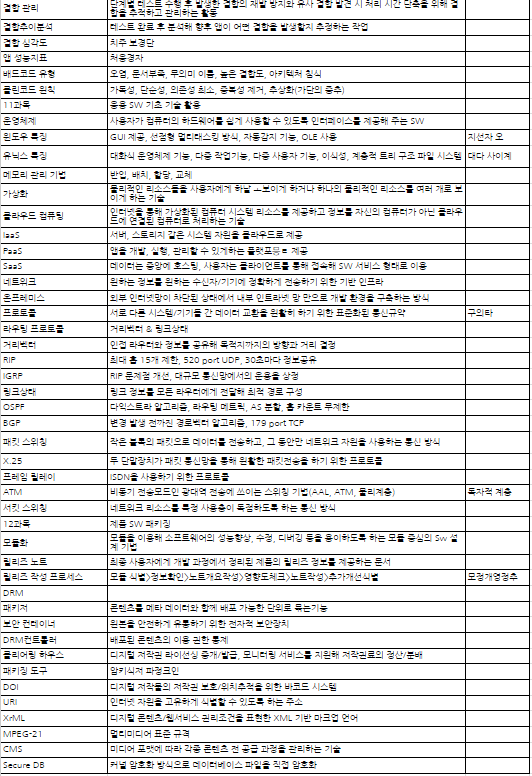 결함 관리 단계별 테스트 수행 후 발생한 결함의 재발 방지와 유사 결함 발견 시 처리 시간 단축을 위해 결
함을 추적하고 관리하는 활동
결함추이분석 테스트 완료 후 분석해 향후 앱이 어떤 결함을 발생할지 추정하는 작업
결함 심각도 치주 보경단
앱 성능지표 처응경자
배드코드 유형 오염, 문서부족, 무의미 이름, 높은 결합도, 아키텍처 침식
클린코드 원칙 가독성, 단순성, 의존성 최소, 중복성 제거, 추상화(가단의 중추)
11과목 응용 SW 기초 기술 활용
운영체제 사용자가 컴퓨터의 하드웨어를 쉽게 사용할 수 있도록 인터페이스를 제공해 주는 SW
윈도우 특징 GUI 제공, 선점형 멀티태스킹 방식, 자동감지 기능, OLE 사용 지선자 오
유닉스 특징 대화식 운영체제 기능, 다중 작업기능, 다중 사용자 기능, 이식성, 계층적 트리 구조 파일 시스템 대다 사이계
메모리 관리 기법 반입, 배치, 할당, 교체
가상화 물리적인 리소스들을 사용자에게 하날 ㅗ보이게 하거나 하나의 물리적인 리소스를 여러 개로 보
이게 하는 기술
클라우드 컴퓨팅 인터넷을 통해 가상화된 컴퓨터 시스템 리소스를 제공하고 정보를 자신의 컴퓨터가 아닌 클라우
드에 연결된 컴퓨터로 처리하는 기술
IaaS 서버, 스토리지 같은 시스템 자원을 클라우드로 제공
PaaS 앱을 개발, 실행, 관리할 수 있게하는 플랫포믕ㄹ 제공
SaaS 데이터는 중앙에 호스팅, 사용자는 클라이언트를 통해 접속해 SW 서비스 형태로 이용
네트워크 원하는 정보를 원하는 수신자/기기에 정확하게 전송하기 위한 기반 인프라
온프레미스 외부 인터넷망이 차단된 상태에서 내부 인트라넷 망 만으로 개발 환경을 구축하는 방식
프로토콜 서로 다른 시스템/기기들 간 데이터 교환을 원활히 하기 위한 표준화된 통신규약 구의타
라우팅 프로토콜 거리벡터 & 링크상태
거리벡터 인접 라우터와 정보를 공유해 목적지까지의 방향과 거리 결정
RIP 최대 홉 15개 제한, 520 port UDP, 30초마다 정보공유
IGRP RIP 문제점 개선, 대규모 통신망에서의 운용을 상정
링크상태 링크 정보를 모든 라우터에게 전달해 최적 경로 구성
OSPF 다익스트라 알고리즘, 라우팅 메트릭, AS 분할, 홉 카운트 무제한
BGP 변경 발생 전까진 경로벡터 알고리즘, 179 port TCP
패킷 스위칭 작은 블록의 패킷으로 데이터를 전송하고, 그 동안만 네트워크 자원을 사용하는 통신 방식
X.25 두 단말장치가 패킷 통신망을 통해 원활한 패킷전송을 하기 위한 프로토콜
프레임 릴레이 ISDN을 사용하기 위한 프로토콜
ATM 비동기 전송모드인 광대역 전송에 쓰이는 스위칭 기법(AAL, ATM, 물리계층) 독자적 계층
서킷 스위칭 네트워크 리소스를 특정 사용층이 독점하도록 하는 통신 방식
12과목 제품 SW 패키징
모듈화 모듈을 이용해 소프트웨어의 성능향상, 수정, 디버깅 등을 용이하도록 하는 모듈 중심의 Sw 설
계 기법
릴리즈 노트 최종 사용자에게 개발 과정에서 정리된 제품의 릴리즈 정보를 제공하는 문서
릴리즈 작성 프로세스 모듈 식별>정보확인>노트개요작성>영향도체크>노트작성>추가개선식별 모정개영정추
DRM
패키저 콘텐츠를 메타 데이터와 함께 배포 가능한 단위로 묶는기능
보안 컨테이너 원본을 안전하게 유통하기 위한 전자적 보안장치
DRM컨트롤러 배포된 콘텐츠의 이용 권한 통제
클리어링 하우스 디지털 저작권 라이선싱 중개/발급, 모니터링 서비스를 지원해 저작권료의 정산/분배
패키징 도구 암키식저 파정크인
DOI 디지털 저작물의 저작권 보호/위치추적을 위한 바코드 시스템
URI 인터넷 자원을 고유하게 식별할 수 있도록 하는 주소
XrML 디지털 콘텐츠/웹서비스 권리조건을 표현한 XML 기반 마크업 언어
MPEG-21 멀티미디어 표준 규격
CMS 미디어 포맷에 따라 각종 콘텐츠 전 공급 과정을 관리하는 기술
Secure DB 커널 암호화 방식으로 데이터베이스 파일을 직접 암호화